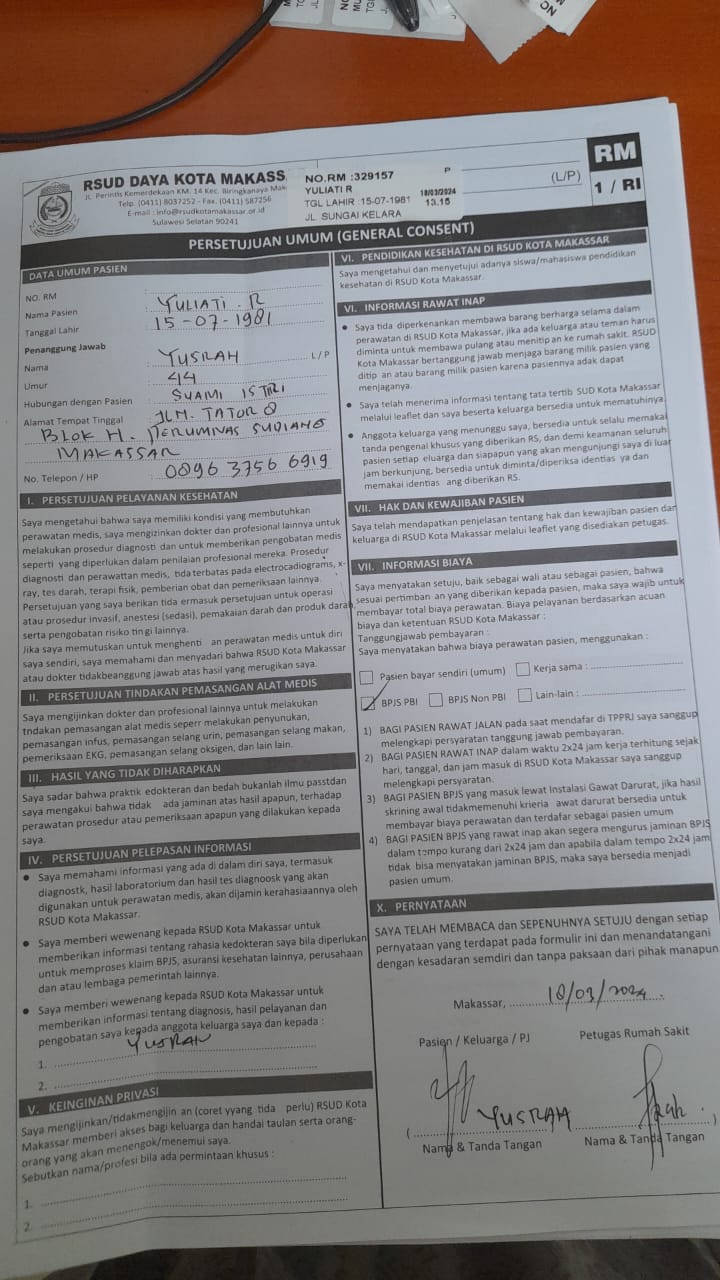 RSUD DAYA KOTA MAKASS
JL. Perintis Kemerdekaan KM. 14 Kec. Biringkanaya Mak
Telp. (0411) 8037252 - Fax. (0411) 587256
E-mail : info@rsudkotamakassar.or.id
Sulawesi Selatan 90241
NO.RM :329157 P
YULIATI R 18/03/2024
TGL LAHIR :15-07-1981 13.15
JL SUNGAI KELARA
(L/P)
RM
1 / RI
PERSETUJUAN UMUM (GENERAL CONSENT)
DATA UMUM PASIEN
NO. RM :
Nama Pasien : YULIATI . R
Tanggal Lahir : 15-07-1981
Penanggung Jawab
Nama : YUSRAH L / P
Umur : 44
Hubungan dengan Pasien : SUAMI ISTRI
Alamat Tempat Tinggal : JLN. TATOR 8
BLOK H. PERUMNAS SUDIANG
MAKASSAR
No. Telepon / HP : 0896 3756 6919
I. PERSETUJUAN PELAYANAN KESEHATAN
Saya mengetahui bahwa saya memiliki kondisi yang membutuhkan
perawatan medis, saya mengizinkan dokter dan profesional lainnya untuk
melakukan prosedur diagnosti dan untuk memberikan pengobatan medis
seperti yang diperlukan dalam penilaian profesional mereka. Prosedur
diagnosti dan perawattan medis, tida terbatas pada electrocadiograms, x-
ray, tes darah, terapi fisik, pemberian obat dan pemeriksaan lainnya.
Persetujuan yang saya berikan tida ermasuk persetujuan untuk operasi
atau prosedur invasif, anestesi (sedasi), pemakaian darah dan produk darah,
serta pengobatan risiko tin gi lainnya.
Jika saya memutuskan untuk menghenti an perawatan medis untuk diri
saya sendiri, saya memahami dan menyadari bahwa RSUD Kota Makassar
atau dokter tidakbeanggung jawab atas hasil yang merugikan saya.
II. PERSETUJUAN TINDAKAN PEMASANGAN ALAT MEDIS
Saya mengijinkan dokter dan profesional lainnya untuk melakukan
tndakan pemasangan alat medis seperr melakukan penyunukan,
pemasangan infus, pemasangan selang urin, pemasangan selang makan,
pemeriksaan EKG, pemasangan selang oksigen, dan lain lain.
III. HASIL YANG TIDAK DIHARAPKAN
Saya sadar bahwa praktik edokteran dan bedah bukanlah ilmu passtdan
saya mengakui bahwa tidak ada jaminan atas hasil apapun, terhadap
perawatan prosedur atau pemeriksaan apapun yang dilakukan kepada
saya.
IV. PERSETUJUAN PELEPASAN INFORMASI
● Saya memahami informasi yang ada di dalam diri saya, termasuk
diagnostk, hasil laboratorium dan hasil tes diagnoosk yang akan
digunakan untuk perawatan medis, akan dijamin kerahasiaannya oleh
RSUD Kota Makassar.
● Saya memberi wewenang kepada RSUD Kota Makassar untuk
memberikan informasi tentang rahasia kedokteran saya bila diperlukan
untuk memproses klaim BPJS, asuransi kesehatan lainnya, perusahaan
dan atau lembaga pemerintah lainnya.
● Saya memberi wewenang kepada RSUD Kota Makassar untuk
memberikan informasi tentang diagnosis, hasil pelayanan dan
pengobatan saya kepada anggota keluarga saya dan kepada :
1. YUSRAH
2.
V. KEINGINAN PRIVASI
Saya mengijinkan/tidakmengijin an (coret yyang tida perlu) RSUD Kota
Makassar memberi akses bagi keluarga dan handai taulan serta orang-
orang yang akan menengok/menemui saya.
Sebutkan nama/profesi bila ada permintaan khusus :
1.
2.
VI. PENDIDIKAN KESEHATAN DI RSUD KOTA MAKASSAR
Saya mengetahui dan menyetujui adanya siswa/mahasiswa pendidikan
kesehatan di RSUD Kota Makassar.
VI. INFORMASI RAWAT INAP
● Saya tida diperkenankan membawa barang berharga selama dalam
perawatan di RSUD Kota Makassar, jika ada keluarga atau teman harus
diminta untuk membawa pulang atau menitip an ke rumah sakit. RSUD
Kota Makassar bertanggung jawab menjaga barang milik pasien yang
ditip an atau barang milik pasien karena pasiennya adak dapat
menjaganya.
● Saya telah menerima informasi tentang tata tertib SUD Kota Makassar
melalui leaflet dan saya beserta keluarga bersedia untuk mematuhinya
● Anggota keluarga yang menunggu saya, bersedia untuk selalu memakai
tanda pengenal khusus yang diberikan RS, dan demi keamanan seluruh
pasien setiap eluarga dan siapapun yang akan mengunjungi saya di luar
jam berkunjung, bersedia untuk diminta/diperiksa identias ya dan
memakai identias ang diberikan RS.
VII. HAK DAN KEWAJIBAN PASIEN
Saya telah mendapatkan penjelasan tentang hak dan kewajiban pasien dan
keluarga di RSUD Kota Makassar melalui leaflet yang disediakan petugas.
VII. INFORMASI BIAYA
Saya menyatakan setuju, baik sebagai wali atau sebagai pasien, bahwa
sesuai pertimban an yang diberikan kepada pasien, maka saya wajib untuk
membayar total biaya perawatan. Biaya pelayanan berdasarkan acuan
biaya dan ketentuan RSUD Kota Makassar :
Tanggungjawab pembayaran :
Saya menyatakan bahwa biaya perawatan pasien, menggunakan :
Pasien bayar sendiri (umum) Kerja sama :
BPJS PBI BPJS Non PBI Lain-lain :
1) BAGI PASIEN RAWAT JALAN pada saat mendafar di TPPRJ saya sanggup
melengkapi persyaratan tanggung jawab pembayaran.
2) BAGI PASIEN RAWAT INAP dalam waktu 2x24 jam kerja terhitung sejak
hari, tanggal, dan jam masuk di RSUD Kota Makassar saya sanggup
melengkapi persyaratan.
3) BAGI PASIEN BPJS yang masuk lewat Instalasi Gawat Darurat, jika hasil
skrining awal tidakmemenuhi krieria awat darurat bersedia untuk
membayar biaya perawatan dan terdafar sebagai pasien umum
4) BAGI PASIEN BPJS yang rawat inap akan segera mengurus jaminan BPJS
dalam tempo kurang dari 2x24 jam dan apabila dalam tempo 2x24 jam
tidak bisa menyatakan jaminan BPJS, maka saya bersedia menjadi
pasien umum.
X. PERNYATAAN
SAYA TELAH MEMBACA dan SEPENUHNYA SETUJU dengan setiap
pernyataan yang terdapat pada formulir ini dan menandatangani
dengan kesadaran semdiri dan tanpa paksaan dari pihak manapun
Makassar, 18/03/2024
Pasien / Keluarga / PJ Petugas Rumah Sakit
( YUSRAH
Nama & Tanda Tangan Nama & Tanda Tangan